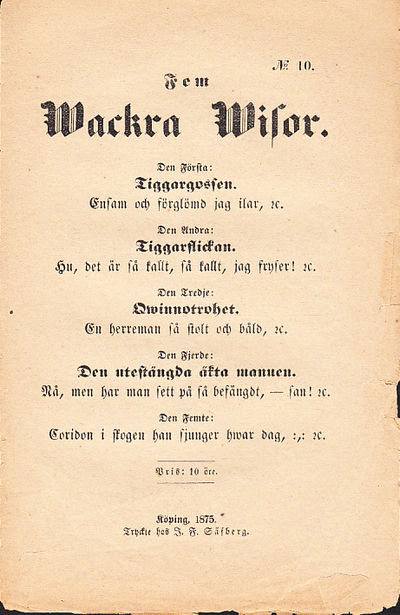 № 10.
Fem
Wackra Wisor.
Den Första:
Tiggargossen.
Ensam och förglömd jag ilar, ꝛc.
Den Andra:
Tiggarflickan.
Hu, det är så kallt, så kallt, jag fryser! ꝛc.
Den Tredje:
Qwinnotrohet.
En herreman så stolt och båld, ꝛc.
Den Fjerde:
Den utestängda äkta mannen.
Nå, men har man sett på så befängdt, — san! ꝛc.
Den Femte:
Coridon i skogen han sjunger hwar dag, :,: ꝛc.
Pris: 10 öre.
Köping, 1875.
Tryckte hos J. F. Säfberg.